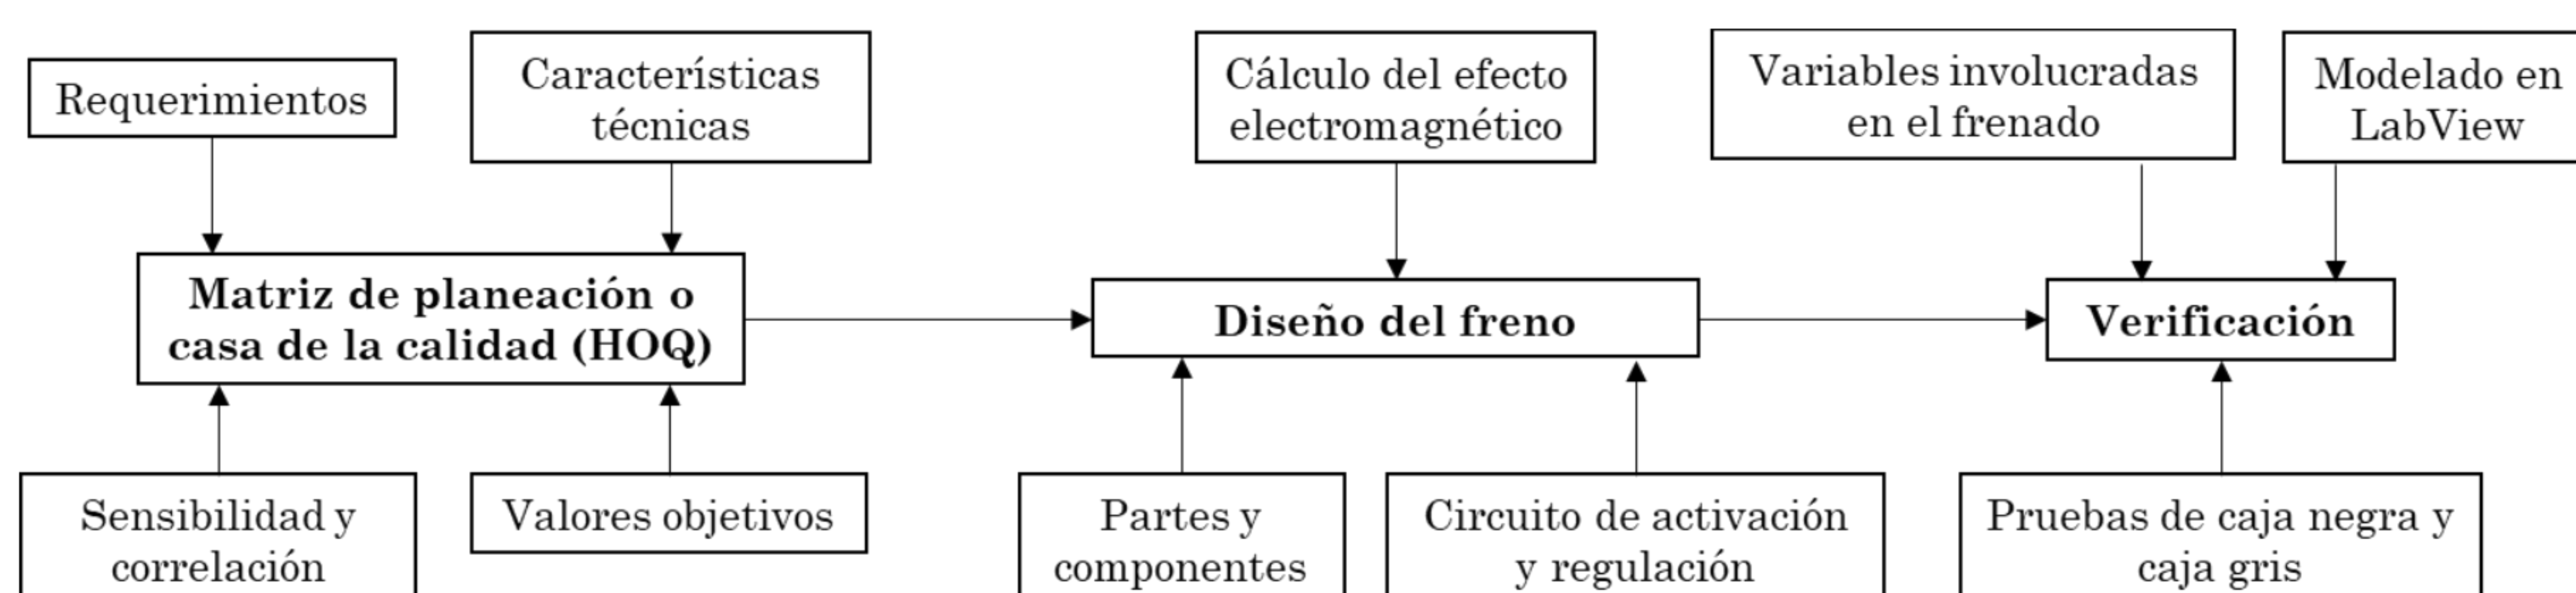 Requerimientos
Características
técnicas
Cálculo del efecto
electromagnético
Variables involucradas
en el frenado
Modelado en
LabView
Matriz de planeación o
casa de la calidad (HOQ)
Diseño del freno
Verificación
Sensibilidad y
correlación
Valores objetivos
Partes y
componentes
Circuito de activación
y regulación
Pruebas de caja negra y
caja gris